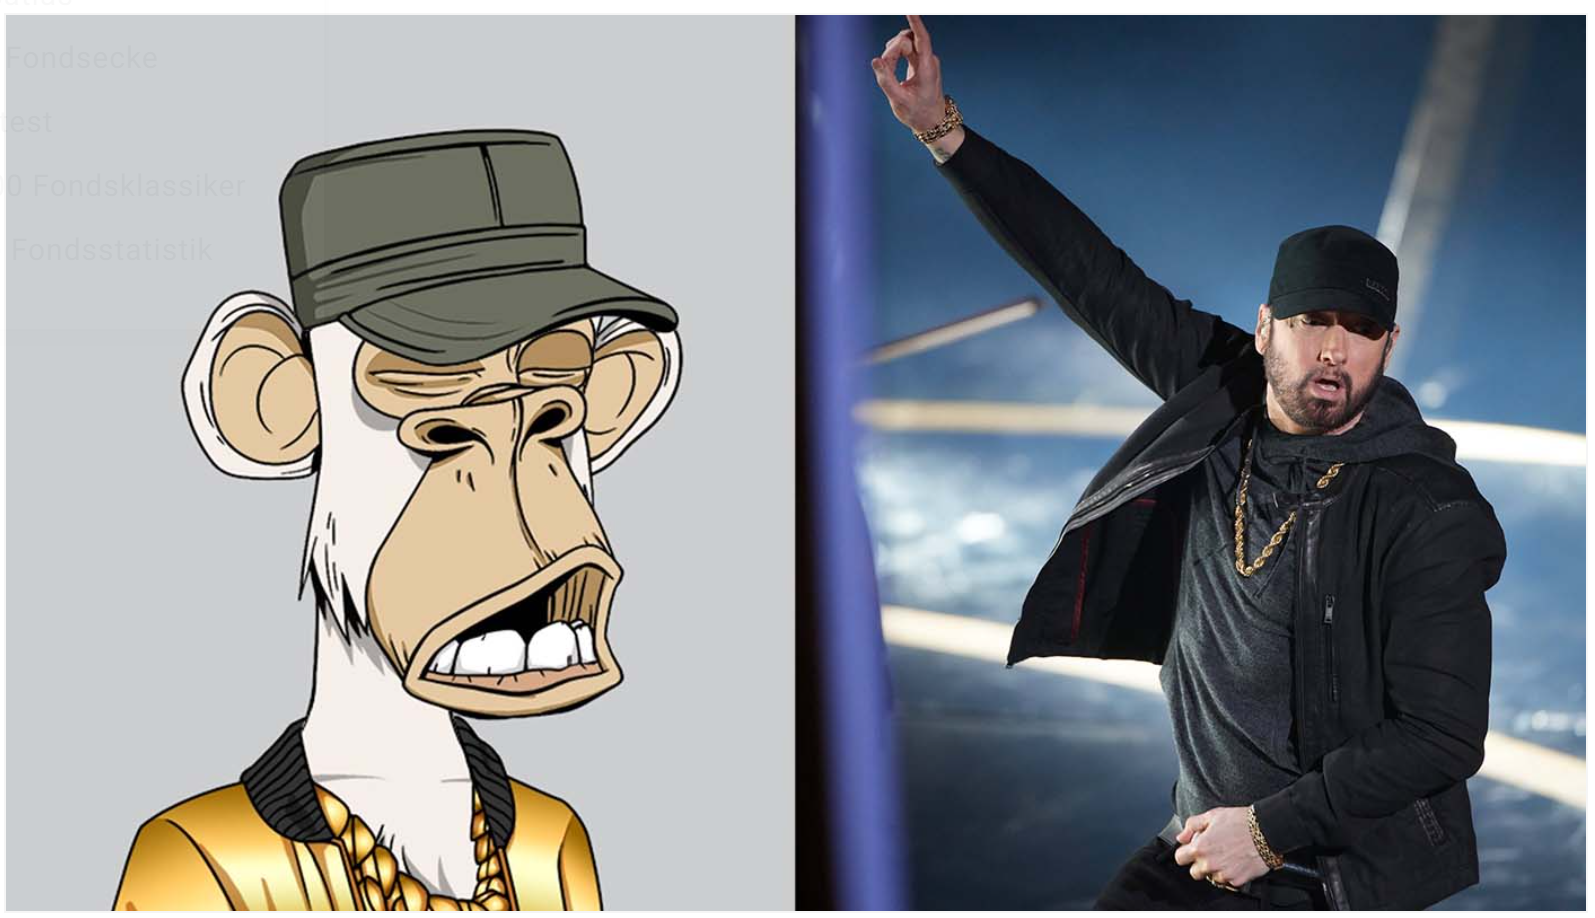 Fondsecke
test
0 Fondsklassiker
Fondsstatistik